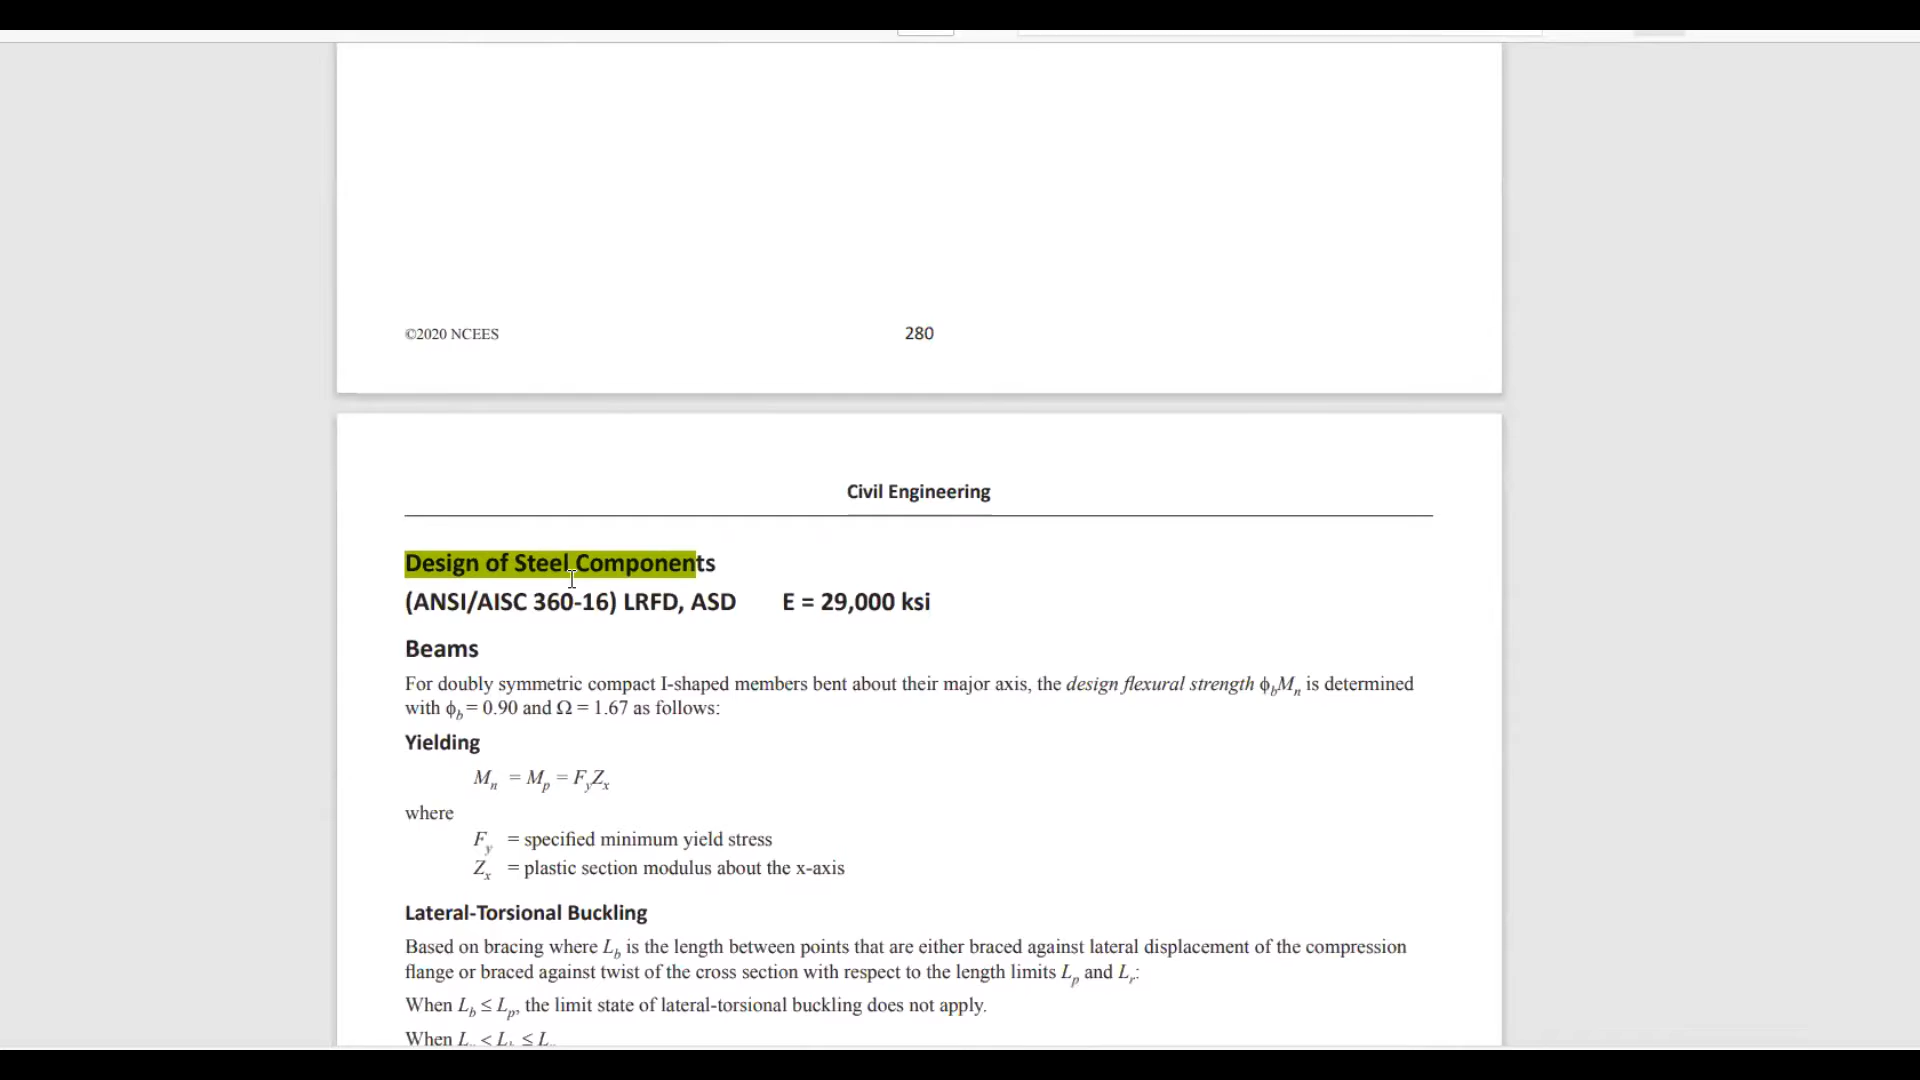 ©2020 NCEES
280
Civil Engineering
Design of Steel Components
(ANSI/AISC 360-16) LRFD, ASD E = 29,000 ksi
Beams
For doubly symmetric compact I-shaped members bent about their major axis, the design flexural strength ϕbMn is determined
with ϕb = 0.90 and Ω = 1.67 as follows:
Yielding
Mn = Mp = FyZx
where
Fy = specified minimum yield stress
Zx = plastic section modulus about the x-axis
Lateral-Torsional Buckling
Based on bracing where Lb is the length between points that are either braced against lateral displacement of the compression
flange or braced against twist of the cross section with respect to the length limits Lp and Lr:
When Lb ≤ Lp, the limit state of lateral-torsional buckling does not apply.
When L < Lb ≤ L